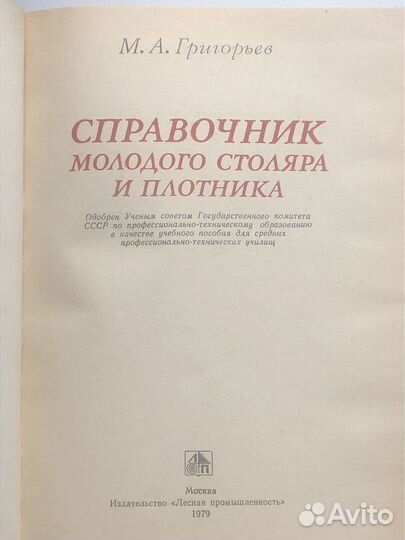 М. А. Григорьев
СПРАВОЧНИК
МОЛОДОГО СТОЛЯРА
И ПЛОТНИКА
Одобрен Ученым советом Государственного комитета
СССР по профессионально-техническому образованию
в качестве учебного пособия для средних
профессионально-технических училищ
Москва
Издательство «Лесная промышленность»
1979
Avito